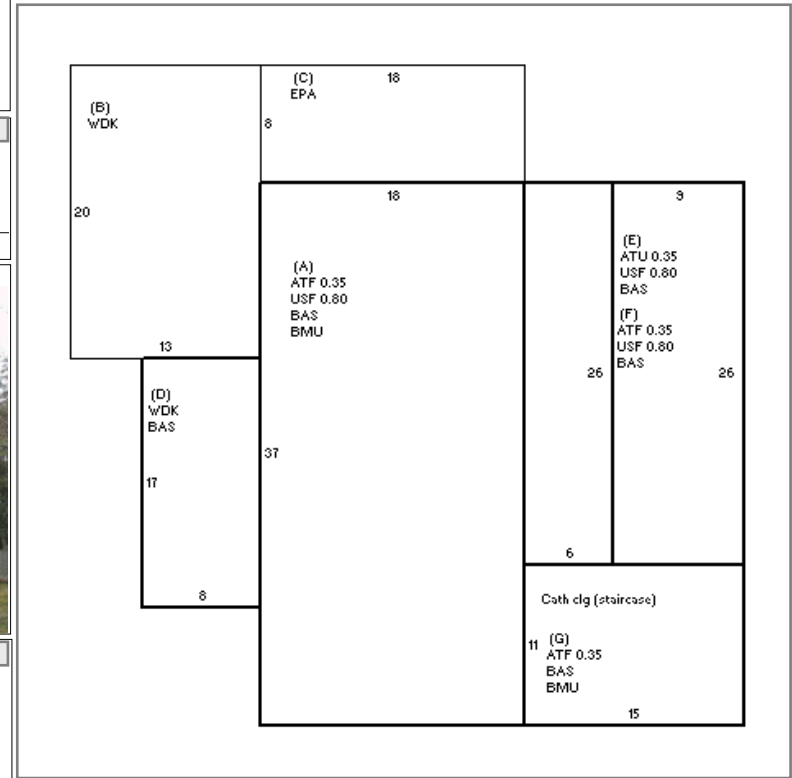 (B)
WDK
20
13
(C)
EPA
18
8
18
(A)
ATF 0.35
USF 0.80
BAS
BMU
37
(D)
WDK
BAS
17
8
9
(E)
ATU 0.35
USF 0.80
BAS
(F)
ATF 0.35
USF 0.80
BAS
26
26
6
Cath clg (staircase)
11
(G)
ATF 0.35
BAS
BMU
15